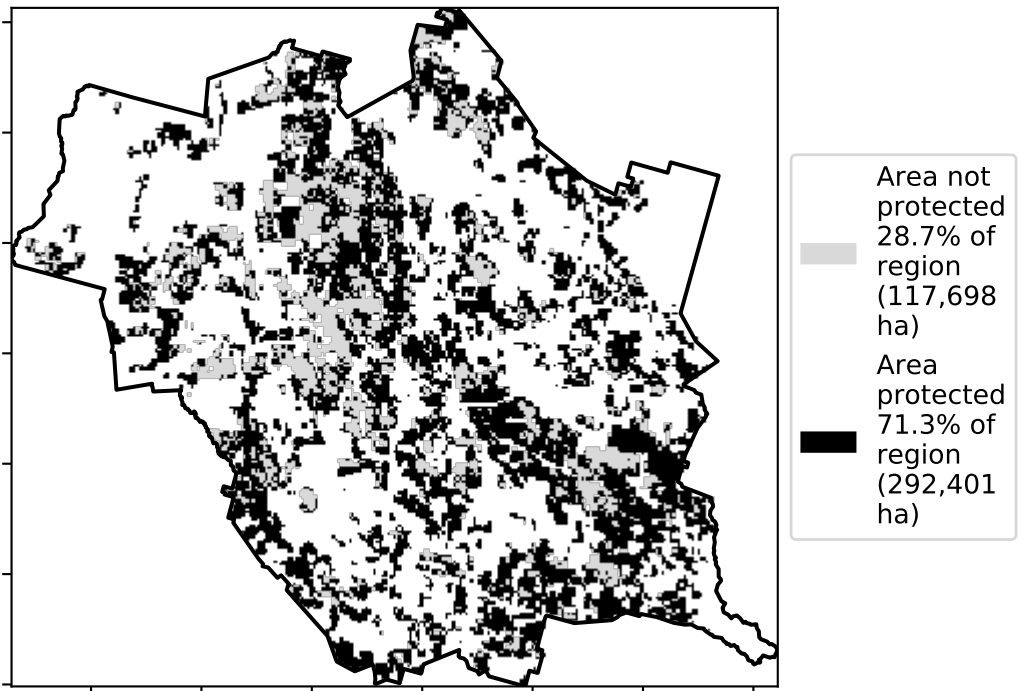 Area not
protected
28.7% of
region
(117,698
ha)
Area
protected
71.3% of
region
(292,401
ha)